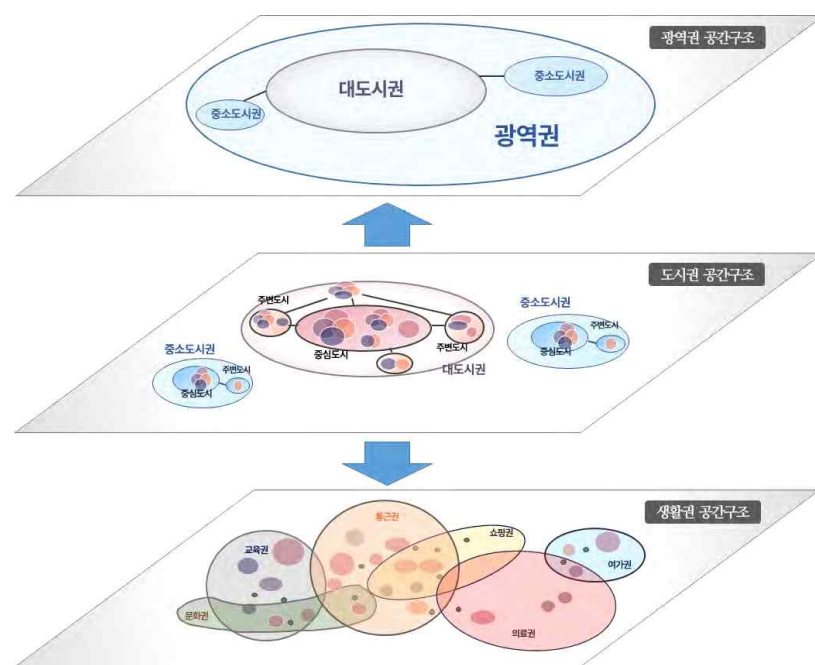 광역권 공간구조
대도시권
중소도시권
중소도시권
광역권
도시권 공간구조
주변도시
중소도시권
주변도시
중심도시
중소도시권
중심도시
주변도시
대도시권
주변도시
중심도시
생활권 공간구조
통근권
쇼핑권
교육권
여가권
문화권
의료권